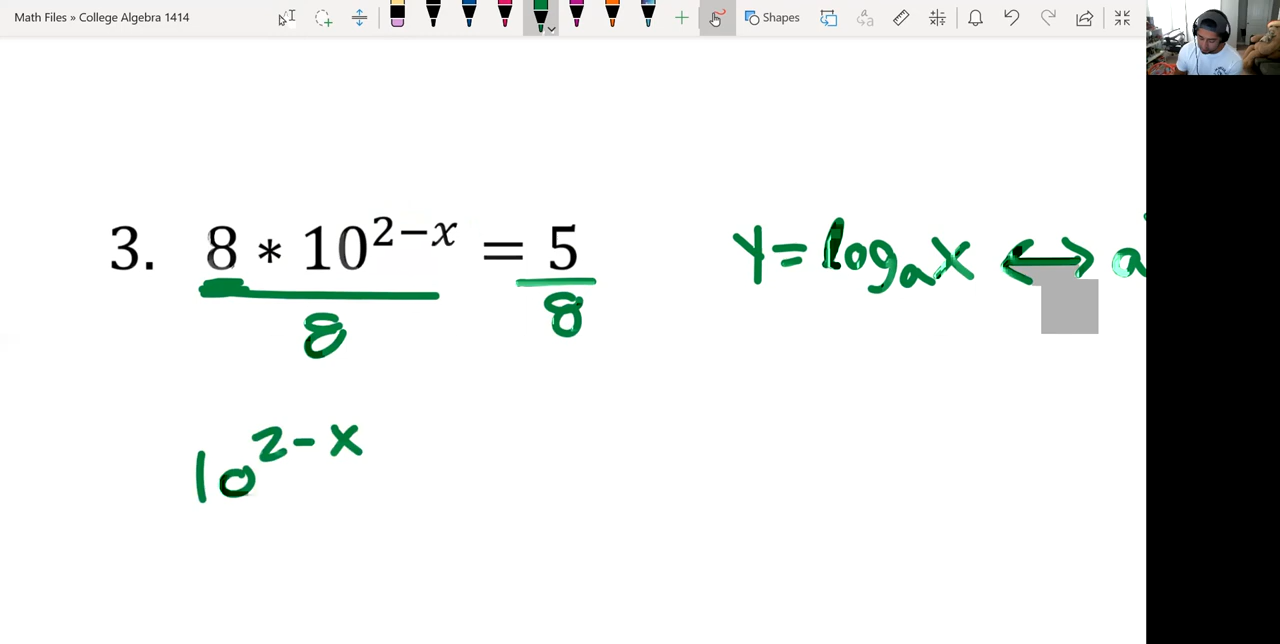 Math Files » College Algebra 1414
Shapes
3. 8 * 10^{2-x} = 5
8 8
y = log_a x ↔ a
10^{2-x}